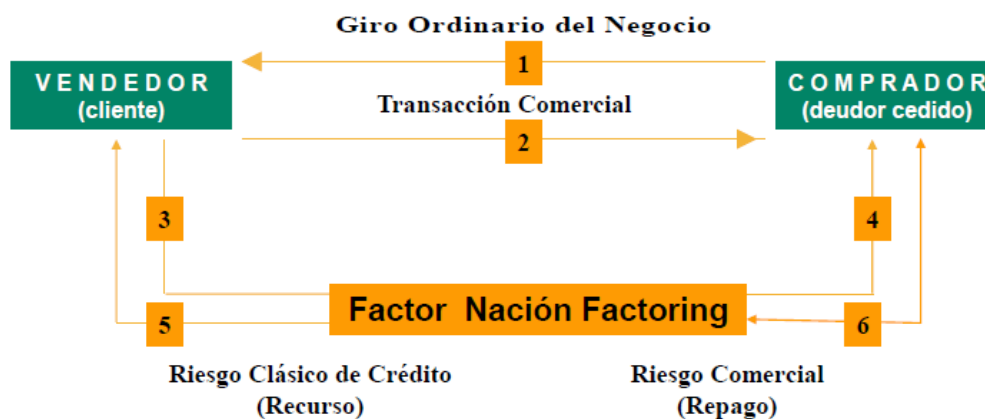 Giro Ordinario del Negocio
1
VENDEDOR
(cliente)
COMPRADOR
(deudor cedido)
Transacción Comercial
2
3
4
Factor Nación Factoring
5
6
Riesgo Clásico de Crédito
(Recurso)
Riesgo Comercial
(Repago)